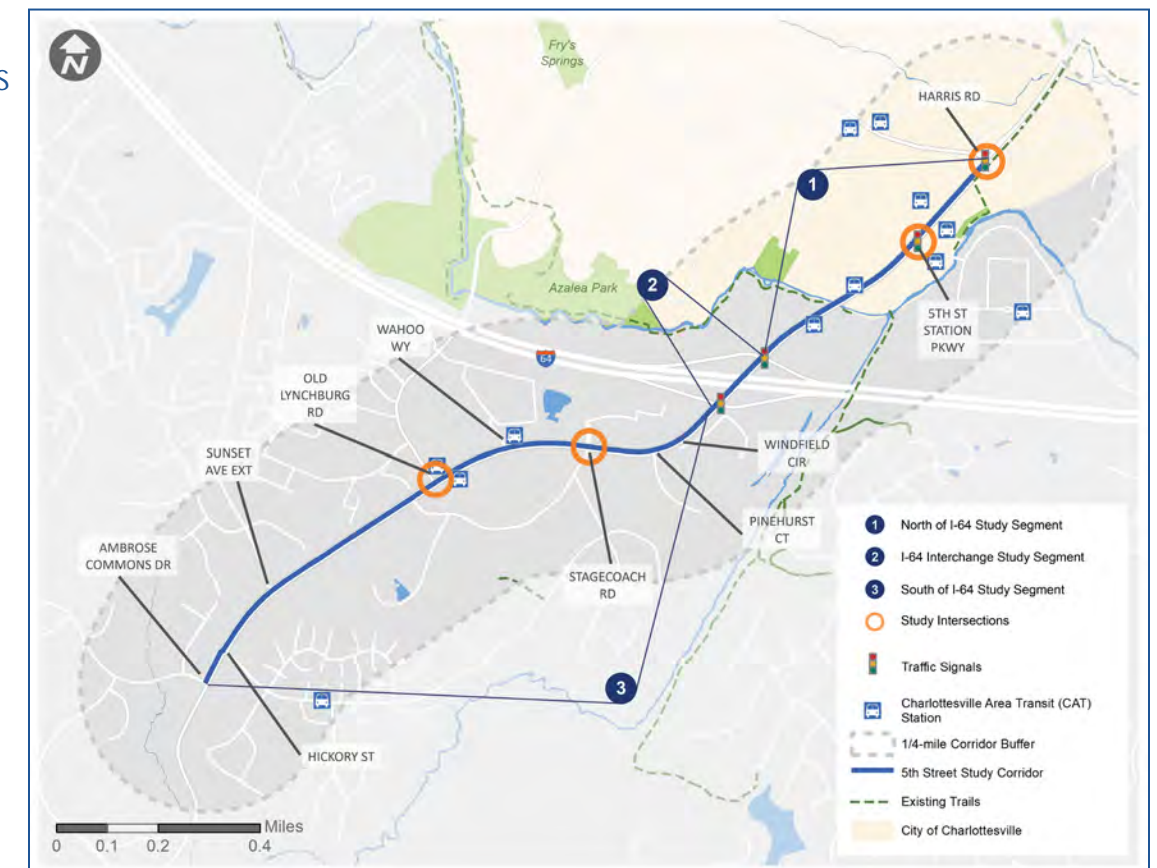 S
N
Fry's
Springs
HARRIS RD
1
2
Azalea Park
WAHOO
WY
64
5TH ST
STATION
PKWY
OLD
LYNCHBURG
RD
SUNSET
AVE EXT
WINDFIELD
CIR
PINEHURST
CT
AMBROSE
COMMONS DR
STAGECOACH
RD
3
HICKORY ST
1 North of I-64 Study Segment
2 I-64 Interchange Study Segment
3 South of I-64 Study Segment
Study Intersections
Traffic Signals
Charlottesville Area Transit (CAT)
Station
1/4-mile Corridor Buffer
5th Street Study Corridor
Existing Trails
City of Charlottesville
Miles
0 0.1 0.2 0.4